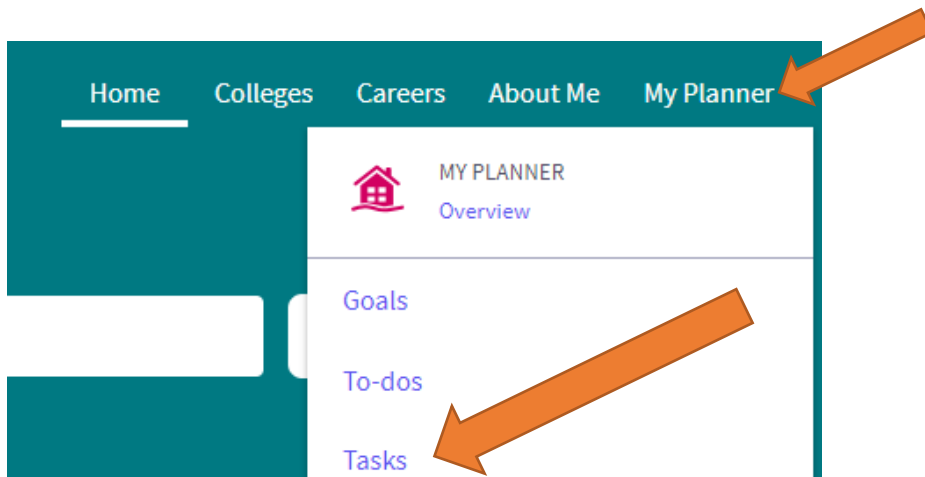 Home Colleges Careers About Me My Planner
MY PLANNER
Overview
Goals
To-dos
Tasks